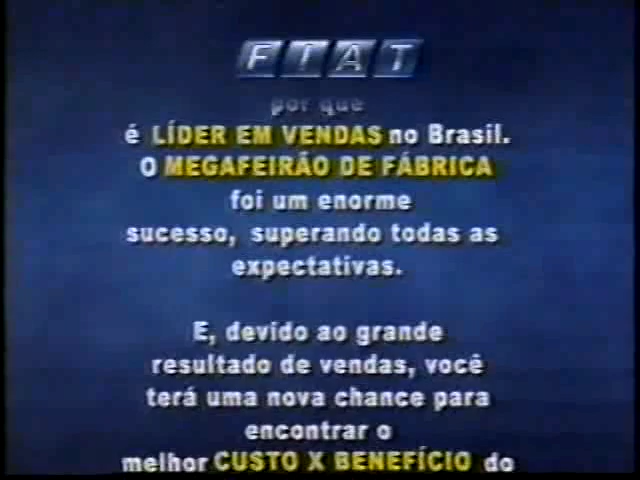 FIAT
por que
é LÍDER EM VENDAS no Brasil.
O MEGAFEIRÃO DE FÁBRICA
foi um enorme
sucesso, superando todas as
expectativas.
E, devido ao grande
resultado de vendas, você
terá uma nova chance para
encontrar o
melhor CUSTO X BENEFÍCIO do